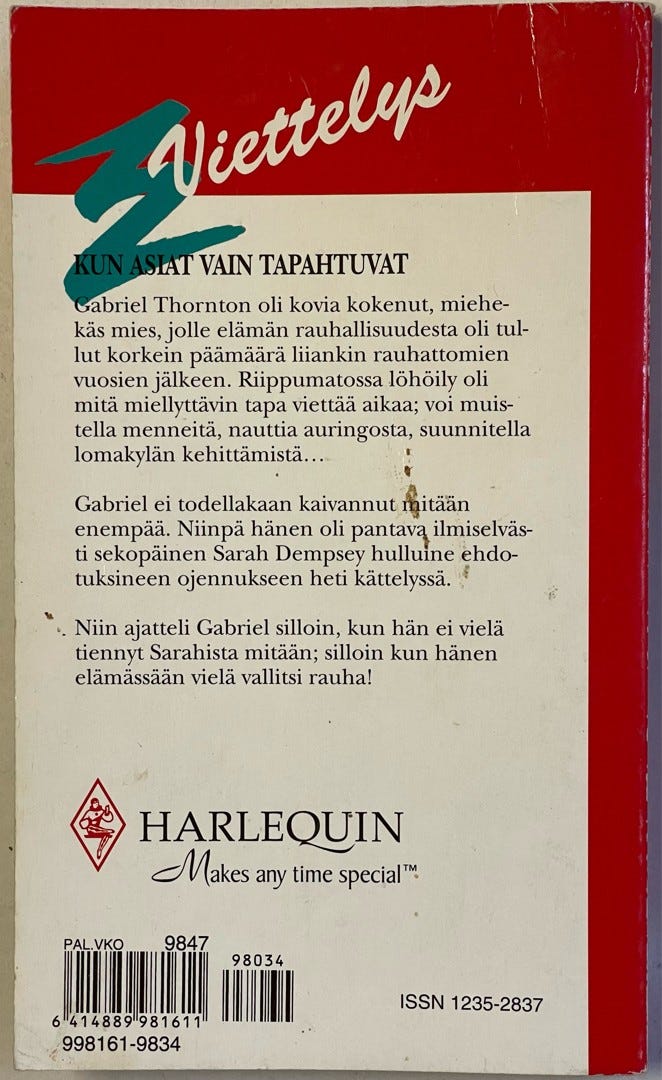 Viettelys
KUN ASIAT VAIN TAPAHTUVAT
Gabriel Thornton oli kovia kokenut, miehe-
käs mies, jolle elämän rauhallisuudesta oli tul-
lut korkein päämäärä liiankin rauhattomien
vuosien jälkeen. Riippumatossa löhöily oli
mitä miellyttävin tapa viettää aikaa; voi muis-
tella menneitä, nauttia auringosta, suunnitella
lomakylän kehittämistä...
Gabriel ei todellakaan kaivannut mitään
enempää. Niinpä hänen oli pantava ilmiselväs-
ti sekopäinen Sarah Dempsey hulluine ehdo-
tuksineen ojennukseen heti kättelyssä.
Niin ajatteli Gabriel silloin, kun hän ei vielä
tiennyt Sarahista mitään; silloin kun hänen
elämässään vielä vallitsi rauha!
HARLEQUIN
Makes any time special™
PAL.VKO 9847
98034
6 414889 981611
998161-9834
ISSN 1235-2837